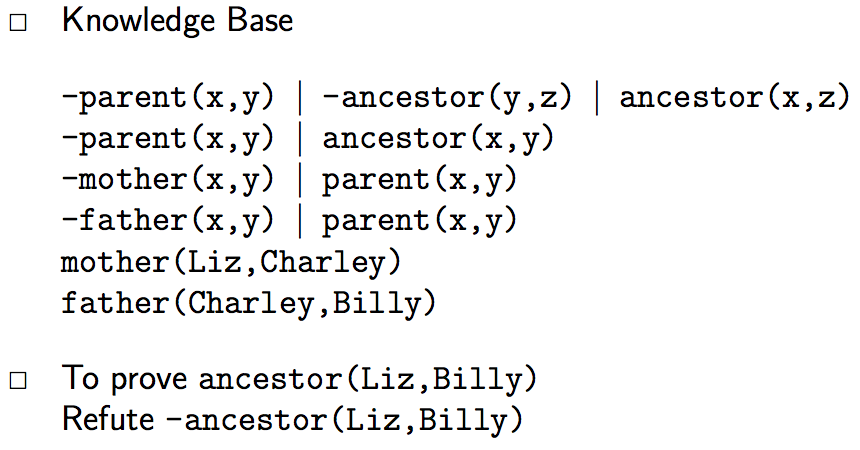 □ Knowledge Base
-parent(x,y) | -ancestor(y,z) | ancestor(x,z)
-parent(x,y) | ancestor(x,y)
-mother(x,y) | parent(x,y)
-father(x,y) | parent(x,y)
mother(Liz,Charley)
father(Charley,Billy)
□ To prove ancestor(Liz,Billy)
Refute -ancestor(Liz,Billy)